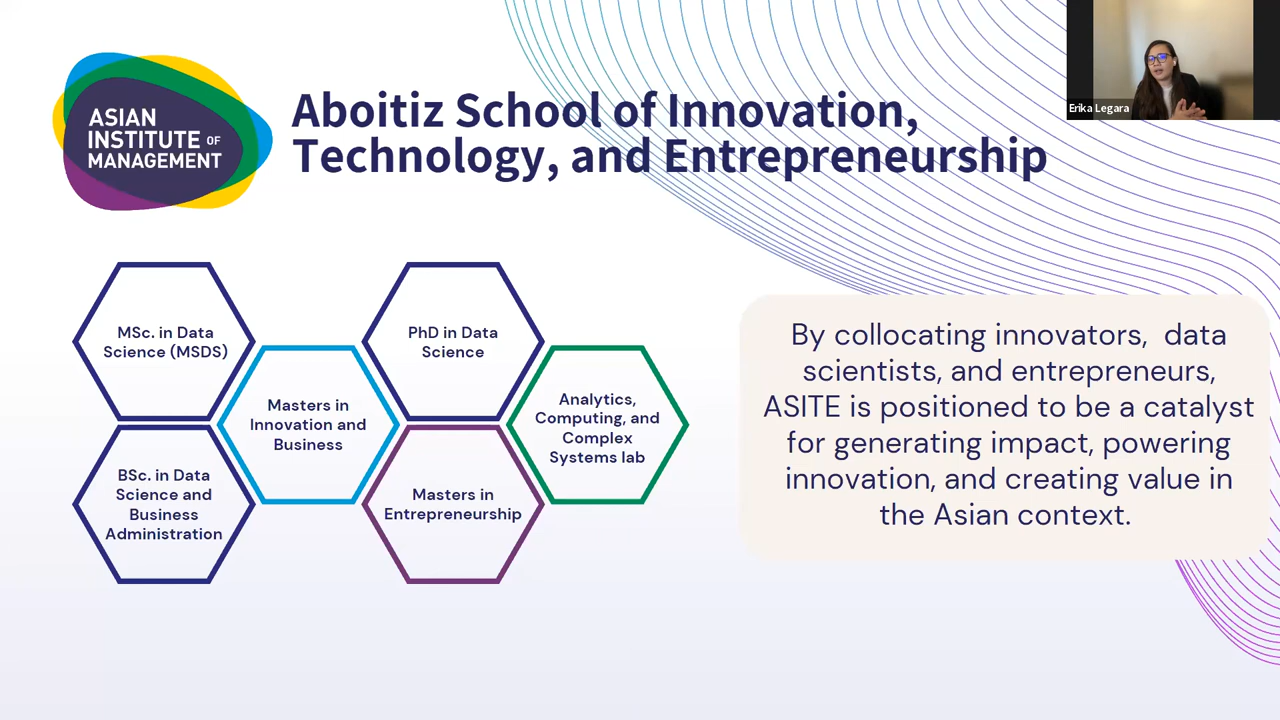 ASIAN
INSTITUTE OF
MANAGEMENT
Aboitiz School of Innovation,
Technology, and Entrepreneurship
Erika Legara
MSc. in Data
Science (MSDS)
PhD in Data
Science
Masters in
Innovation and
Business
Analytics,
Computing, and
Complex
Systems lab
BSc. in Data
Science and
Business
Administration
Masters in
Entrepreneurship
By collocating innovators, data
scientists, and entrepreneurs,
ASITE is positioned to be a catalyst
for generating impact, powering
innovation, and creating value in
the Asian context.